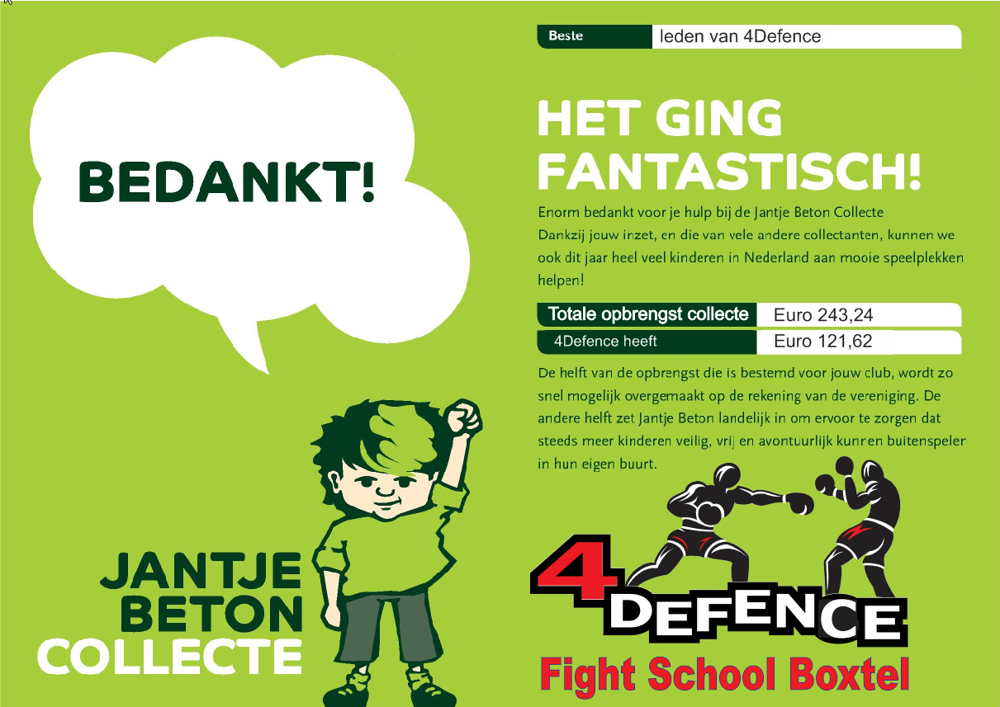 BEDANKT!
JANTJE
BETON
COLLECTE
Beste leden van 4Defence
HET GING
FANTASTISCH!
Enorm bedankt voor je hulp bij de Jantje Beton Collecte
Dankzij jouw inzet, en die van vele andere collectanten, kunnen we
ook dit jaar heel veel kinderen in Nederland aan mooie speelplekken
helpen!
Totale opbrengst collecte Euro 243,24
4Defence heeft Euro 121,62
De helft van de opbrengst die is bestemd voor jouw club, wordt zo
snel mogelijk overgemaakt op de rekening van de vereniging. De
andere helft zet Jantje Beton landelijk in om ervoor te zorgen dat
steeds meer kinderen veilig, vrij en avontuurlijk kunnen buitenspeler
in hun eigen buurt.
4
DEFENCE
Fight School Boxtel